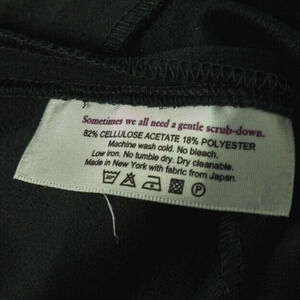 Sometimes we all need a gentle scrub-down.
82% CELLULOSE ACETATE 18% POLYESTER
Machine wash cold. No bleach.
Low iron. No tumble dry. Dry cleanable.
Made in New York with fabric from Japan.